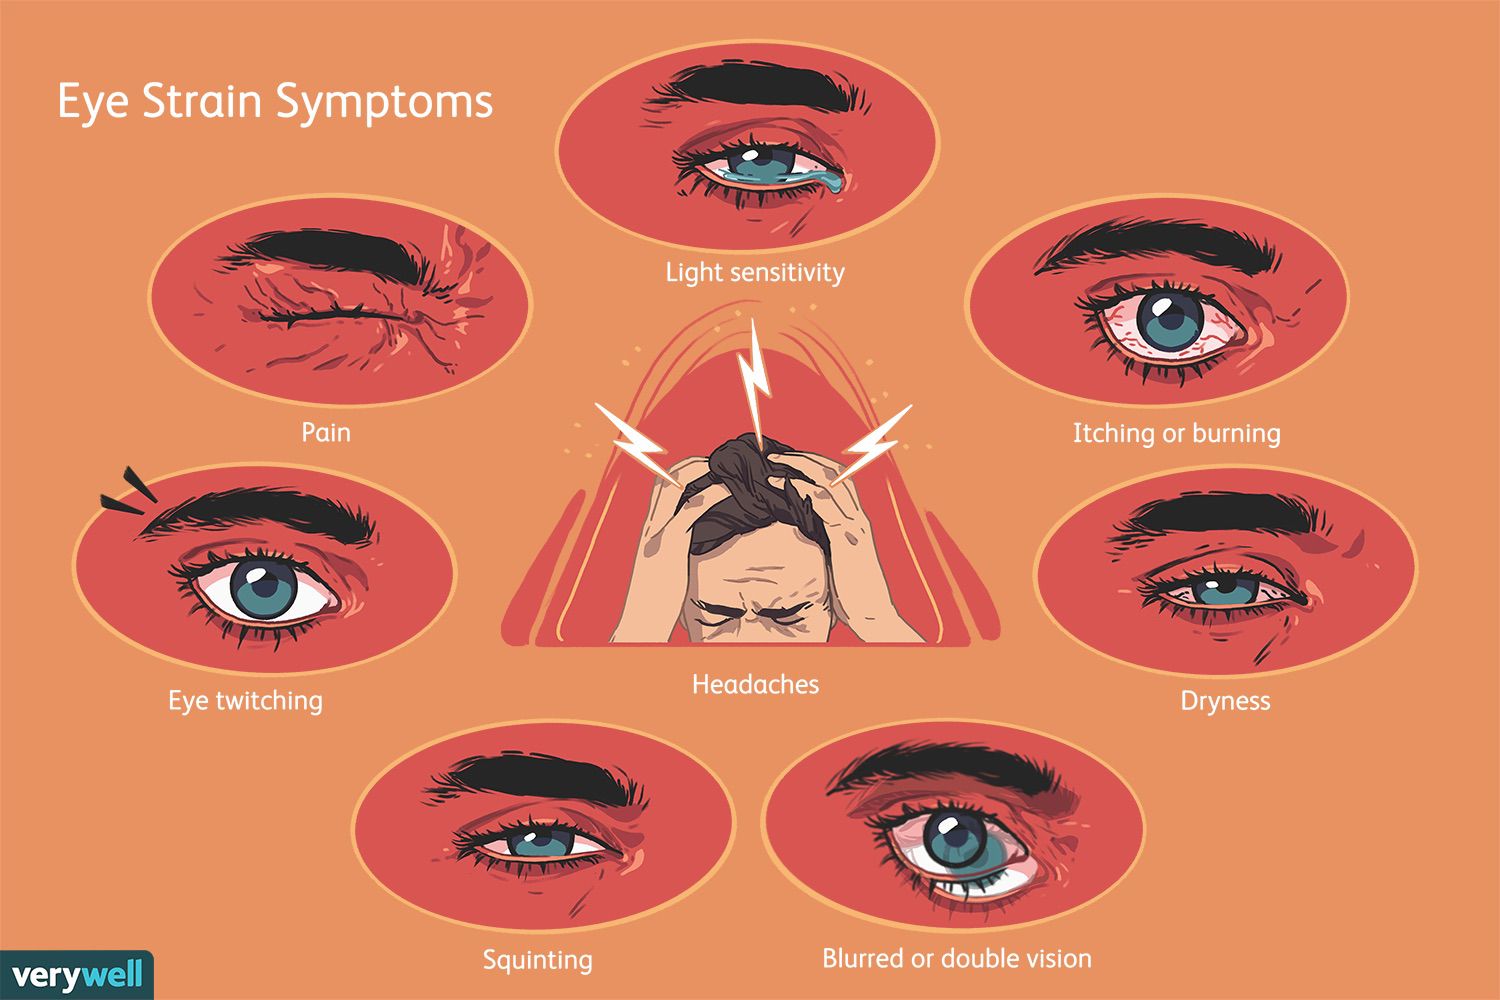 Eye Strain Symptoms
Light sensitivity
Pain
Itching or burning
Eye twitching
Headaches
Dryness
Squinting
Blurred or double vision
verywell